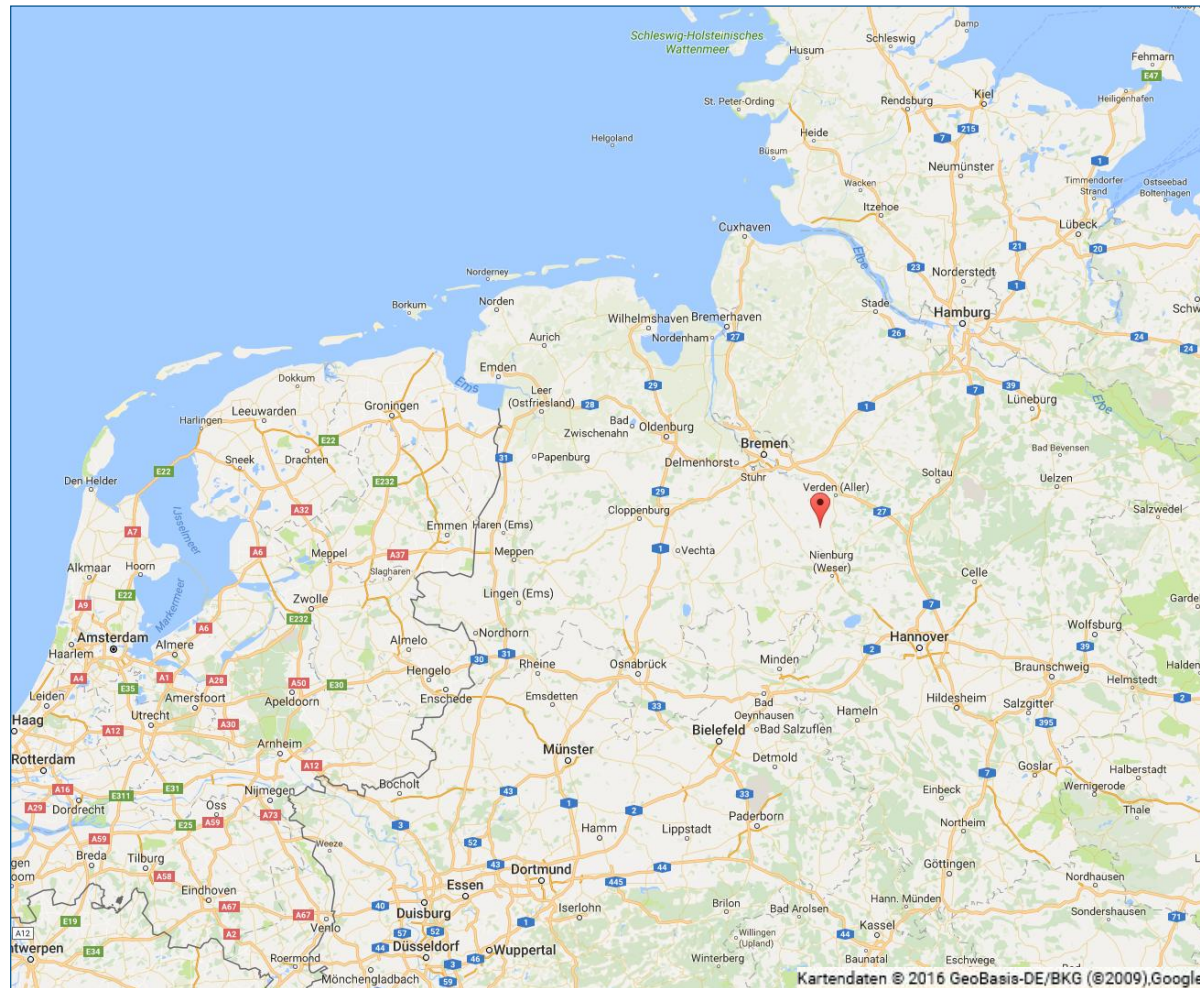 Damp
Schleswig
Schleswig-Holsteinisches
Wattenmeer
Husum
Fehmarn
E47
Kiel
Heiligenhafen
St. Peter-Ording
Rendsburg
7
215
Heide
Helgoland
Büsum
Neumünster
1
Timmendorfer
Strand
Ostseebad
Boltenhagen
Wacken
Itzehoe
Cuxhaven
Lübeck
Elbe
21
20
23
Norderstedt
1
Norderney
Borkum
Norden
Stade
Hamburg
Wilhelmshaven
Bremerhaven
Nordenham
27
26
24
24
Aurich
Emden
Ems
Leer
(Ostfriesland)
28
29
7
39
Lüneburg
Elbe
Dokkum
Leeuwarden
Groningen
Harlingen
E22
Bad
Zwischenahn
Oldenburg
1
Bremen
Sneek
Drachten
31
Papenburg
Delmenhorst
Stuhr
Bad Bevensen
Uelzen
Soltau
Den Helder
E22
E232
29
Verden (Aller)
27
Salzwedel
IJsselmeer
A32
Cloppenburg
A7
Emmen
Haren (Ems)
A6
Meppel
A37
Meppen
1
Vechta
Nienburg
(Weser)
Alkmaar
Hoorn
Slagharen
Celle
E22
Markermeer
A9
Zwolle
Lingen (Ems)
7
E232
A6
Wolfsburg
Amsterdam
Nordhorn
Hannover
Haarlem
Almere
Almelo
30
31
Rheine
Osnabrück
Minden
2
39
A4
A1
A28
Hengelo
Braunschweig
Helmstedt
E35
A50
E30
Enschede
Emsdetten
Bad
Oeynhausen
Hildesheim
Salzgitter
2
Leiden
Amersfoort
Apeldoorn
33
Hameln
Haag
Utrecht
A30
Bad Salzuflen
395
A12
Bielefeld
Arnheim
Münster
Detmold
Rotterdam
A12
Goslar
Halberstadt
7
Bocholt
Wernigerode
A16
E311
E31
Nijmegen
43
33
Einbeck
A29
Dordrecht
Oss
A73
1
2
Thale
E25
A59
3
Paderborn
Northeim
A59
Hamm
Lippstadt
Weeze
52
Breda
Tilburg
43
Dortmund
44
Göttingen
A58
Essen
445
Nordhausen
Eindhoven
Brilon
Hann. Münden
A67
A67
40
Duisburg
Iserlohn
Bad Arolsen
Sondershausen
E19
Venlo
1
Kassel
71
A12
A2
57
52
Willingen
(Upland)
44
44
Düsseldorf
Wuppertal
E34
Roermond
3
46
Winterberg
Baunatal
Eschwege
Mönchengladbach
59
Kartendaten © 2016 GeoBasis-DE/BKG (©2009),Google